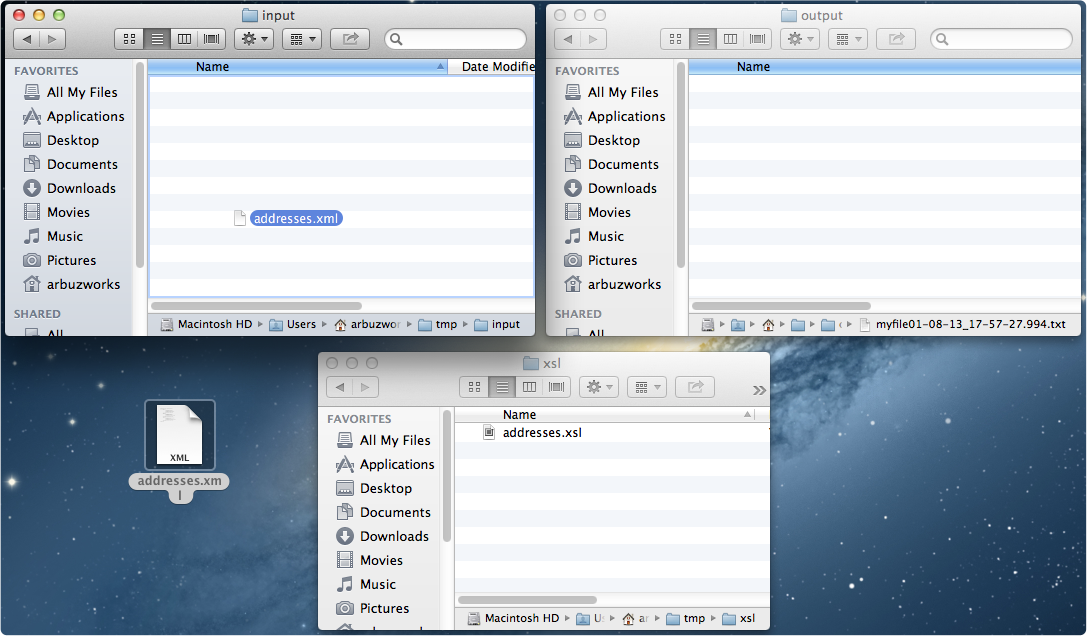 input
Name
Date Modifie
FAVORITES
All My Files
Applications
Desktop
Documents
Downloads
Movies
Music
Pictures
arbuzworks
SHARED
All
addresses.xml
Macintosh HD Users arbuzwor tmp input
output
Name
FAVORITES
All My Files
Applications
Desktop
Documents
Downloads
Movies
Music
Pictures
arbuzworks
SHARED
All
myfile01-08-13_17-57-27.994.txt
XML
addresses.xm
l
xsl
Name
FAVORITES
All My Files
Applications
Desktop
Documents
Downloads
Movies
Music
Pictures
addresses.xsl
Macintosh HD U ar tmp xsl